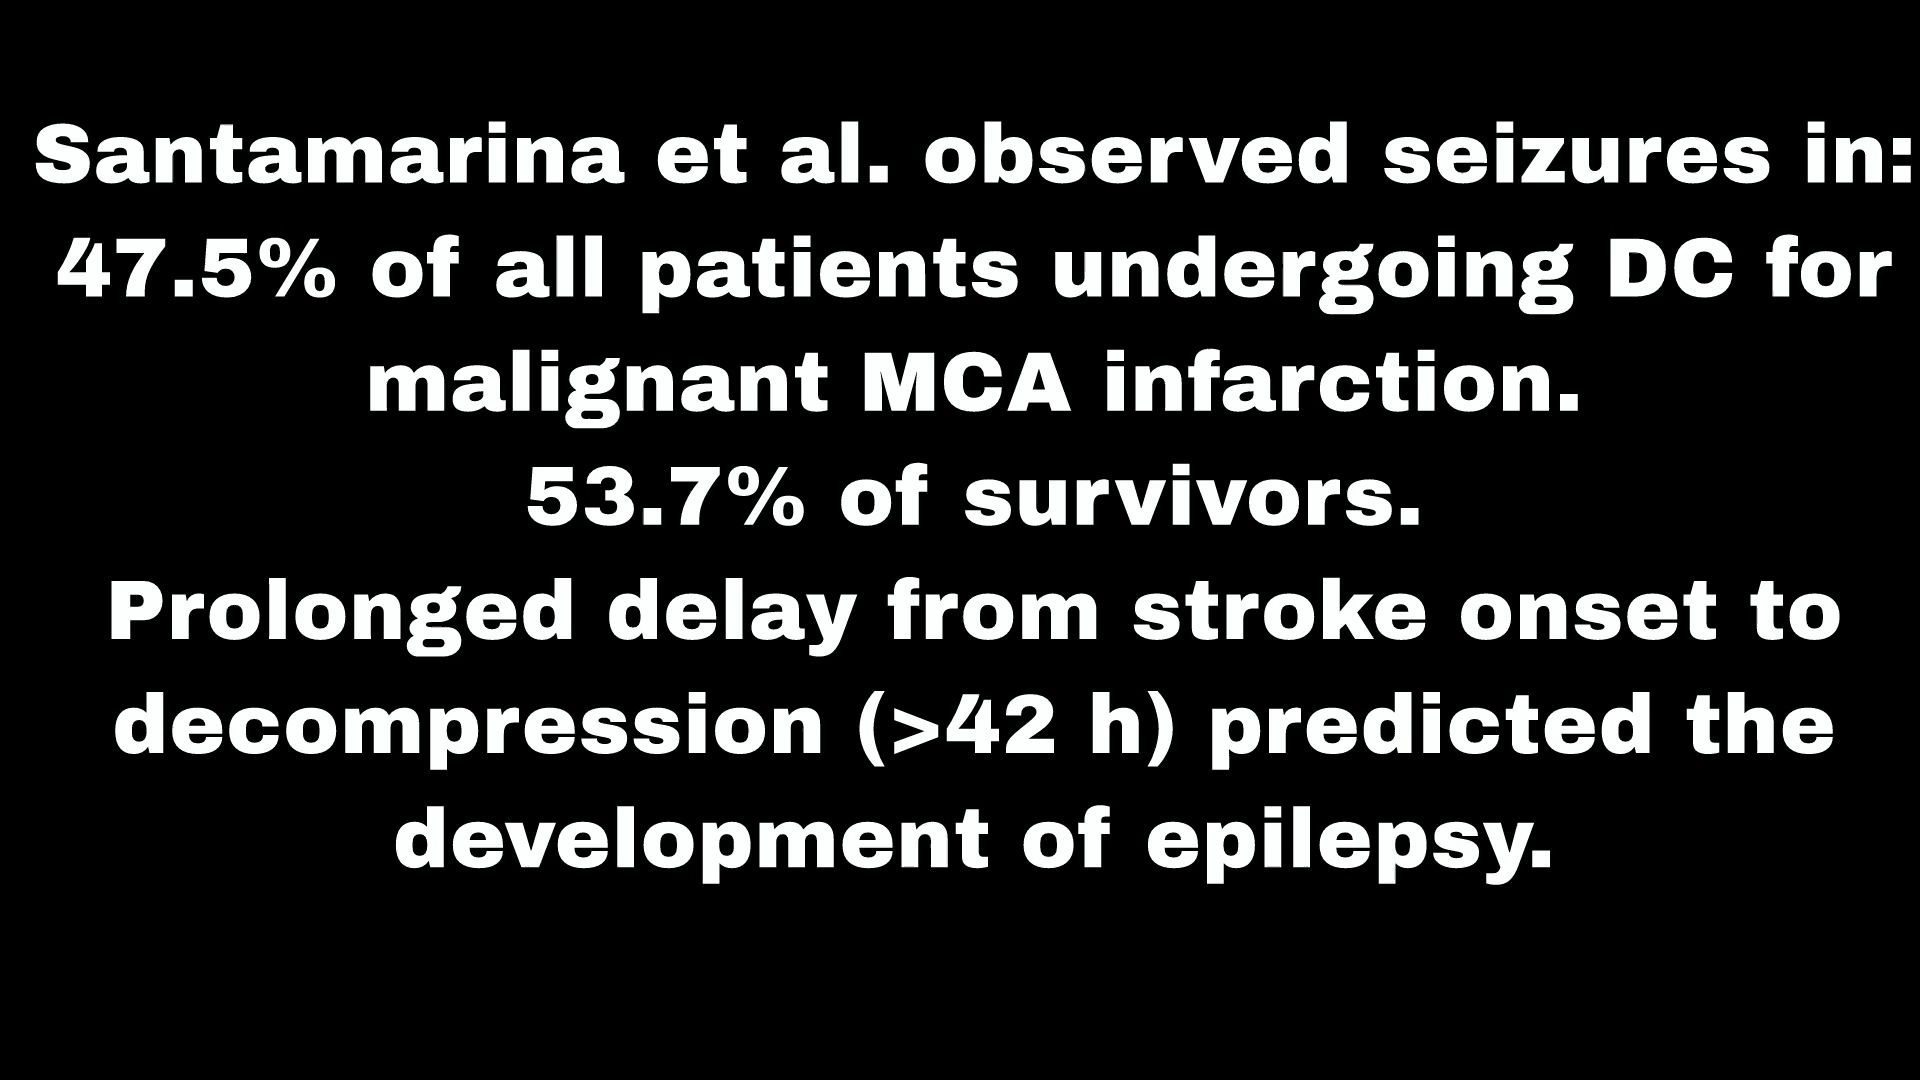 Santamarina et al. observed seizures in:
47.5% of all patients undergoing DC for
malignant MCA infarction.
53.7% of survivors.
Prolonged delay from stroke onset to
decompression (>42 h) predicted the
development of epilepsy.